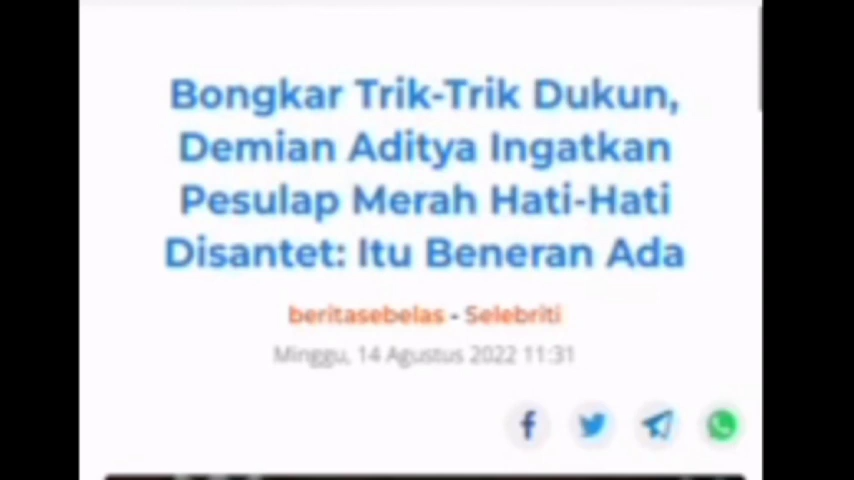 Bongkar Trik-Trik Dukun,
Demian Aditya Ingatkan
Pesulap Merah Hati-Hati
Disantet: Itu Beneran Ada
beritasebelas - Selebriti
Minggu, 14 Agustus 2022 11:31